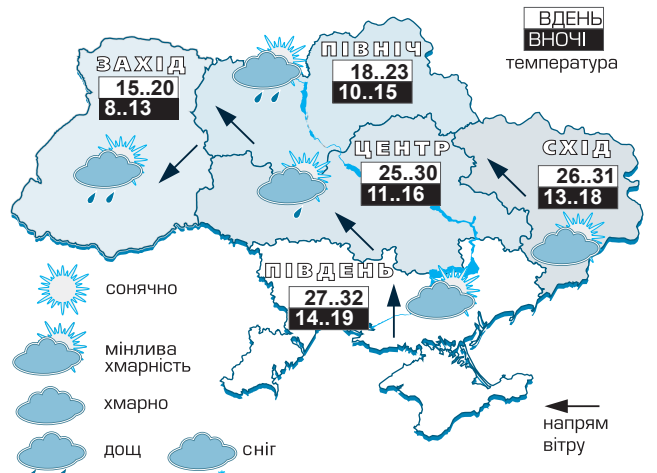 ВДЕНЬ
ВНОЧІ
температура
ПІВНІЧ
18..23
10..15
ЗАХІД
15..20
8..13
ЦЕНТР
25..30
11..16
СХІД
26..31
13..18
ПІВДЕНЬ
27..32
14..19
сонячно
мінлива
хмарність
хмарно
дощ
сніг
напрям
вітру